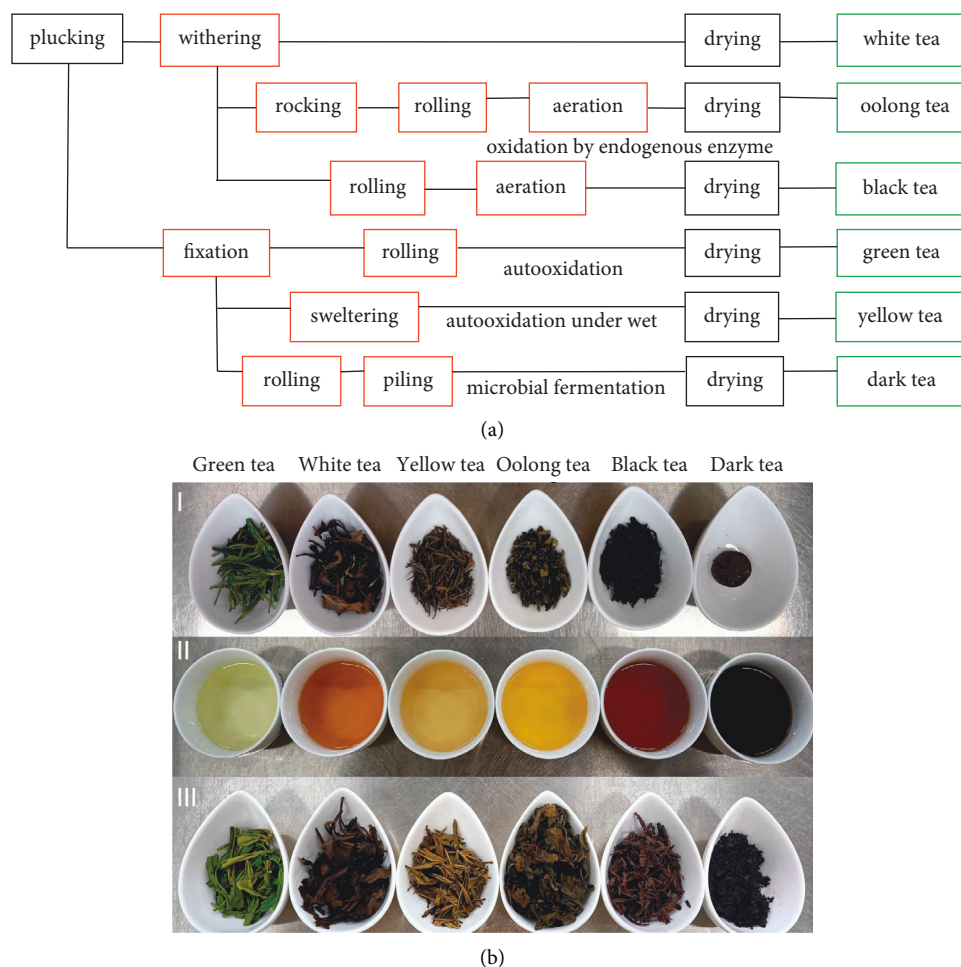 plucking withering drying white tea
rocking rolling aeration drying oolong tea
oxidation by endogenous enzyme
rolling aeration drying black tea
fixation rolling drying green tea
autooxidation
sweltering autooxidation under wet drying yellow tea
rolling piling microbial fermentation drying dark tea
(a)
Green tea White tea Yellow tea Oolong tea Black tea Dark tea
I
II
III
(b)